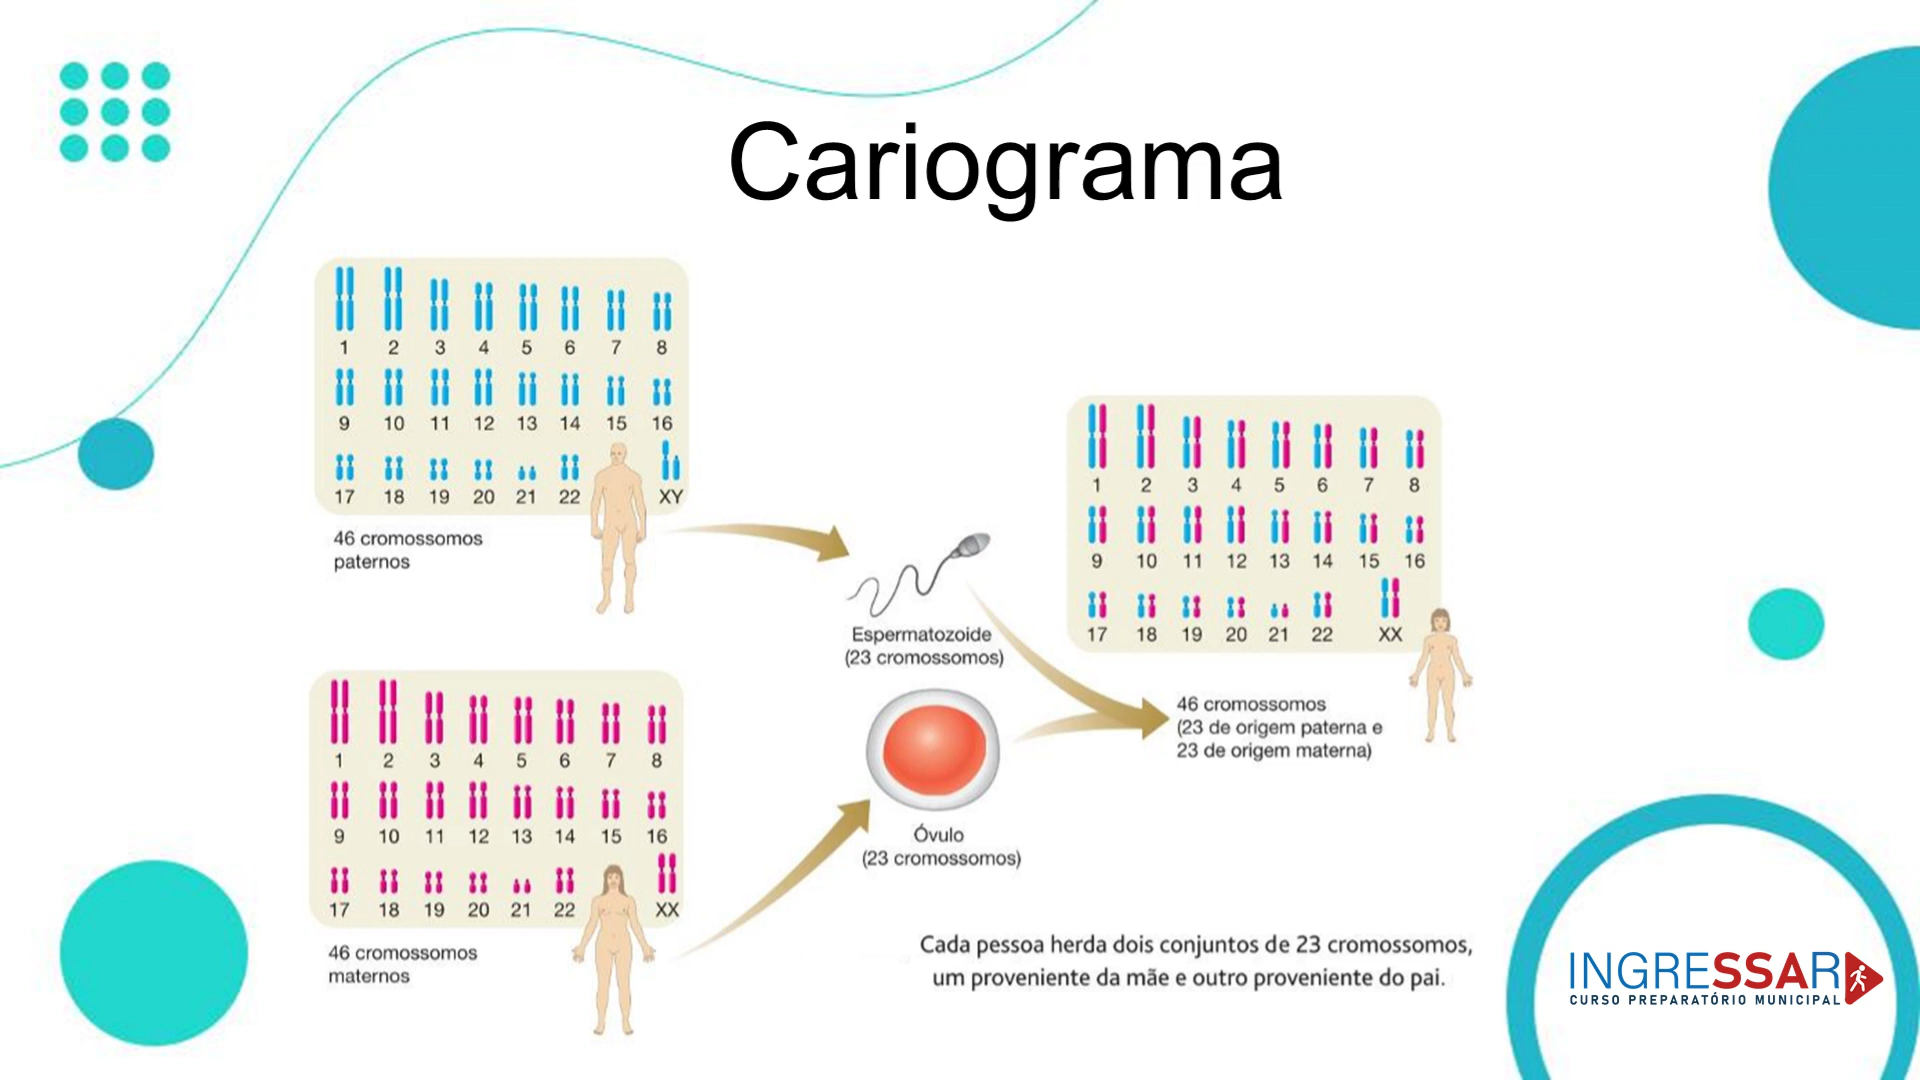 Cariograma
1 2 3 4 5 6 7 8
9 10 11 12 13 14 15 16
17 18 19 20 21 22 XY
46 cromossomos
paternos
1 2 3 4 5 6 7 8
9 10 11 12 13 14 15 16
17 18 19 20 21 22 XX
46 cromossomos
maternos
Espermatozoide
(23 cromossomos)
Óvulo
(23 cromossomos)
1 2 3 4 5 6 7 8
9 10 11 12 13 14 15 16
17 18 19 20 21 22 XX
46 cromossomos
(23 de origem paterna e
23 de origem materna)
Cada pessoa herda dois conjuntos de 23 cromossomos,
um proveniente da mãe e outro proveniente do pai.
INGRESSAR
CURSO PREPARATÓRIO MUNICIPAL